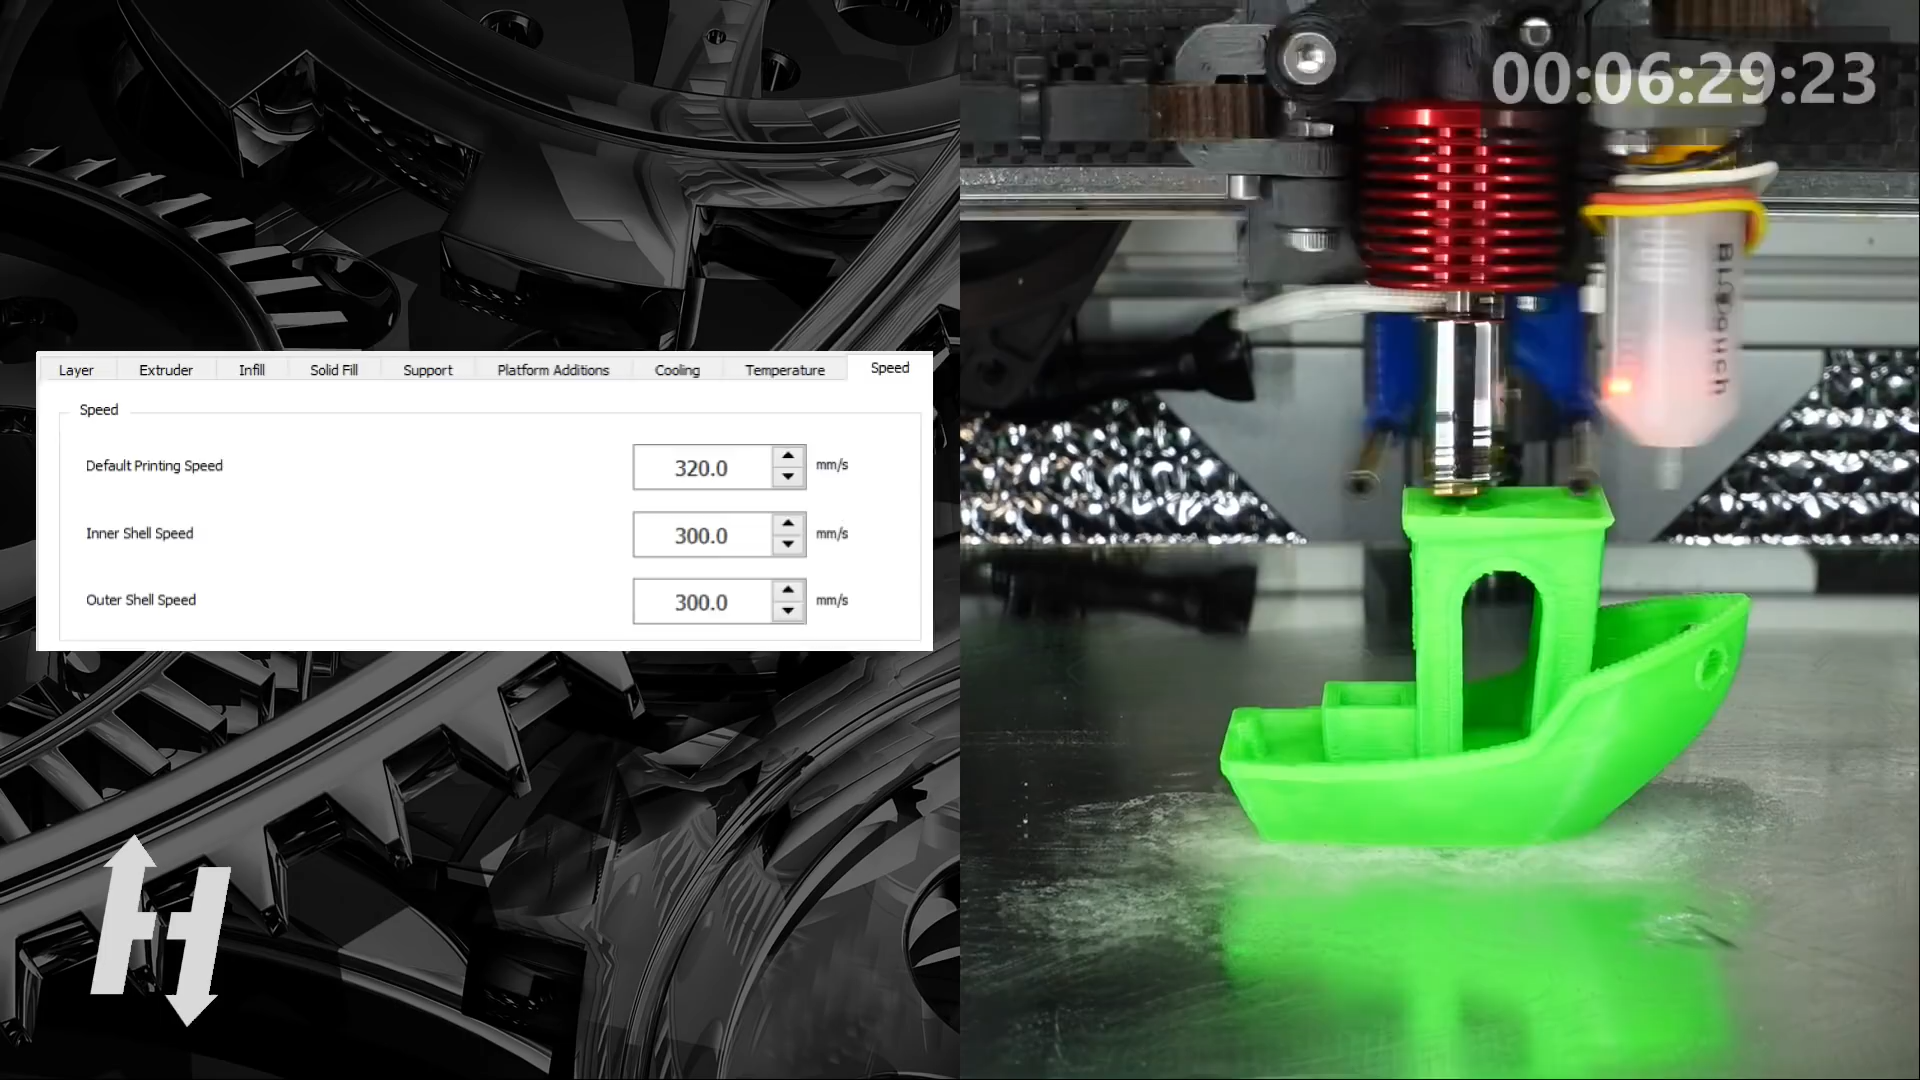 Layer Extruder Infill Solid Fill Support Platform Additions Cooling Temperature Speed
Speed
Default Printing Speed 320.0 mm/s
Inner Shell Speed 300.0 mm/s
Outer Shell Speed 300.0 mm/s
00:06:29:23